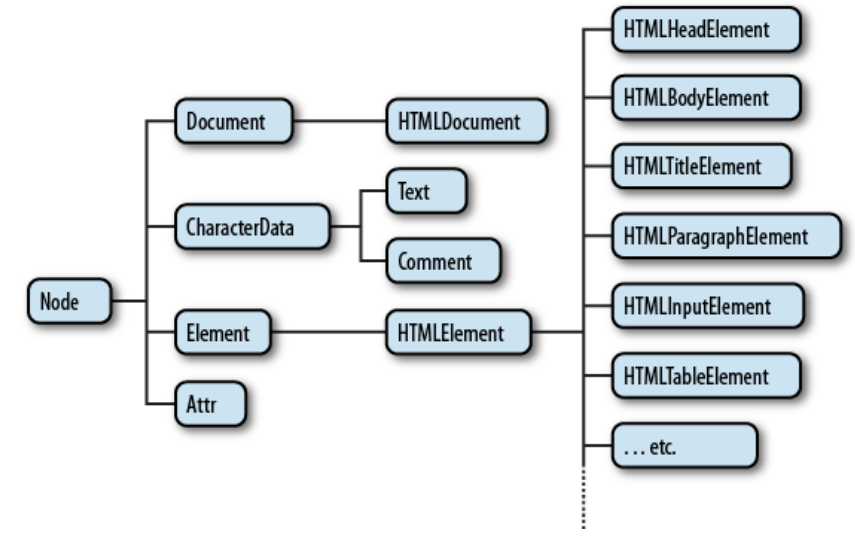 HTMLHeadElement
HTMLBodyElement
Document
HTMLDocument
HTMLTitleElement
Text
CharacterData
HTMLParagraphElement
Comment
Node
HTMLInputElement
Element
HTMLElement
HTMLTableElement
Attr
. . . etc.